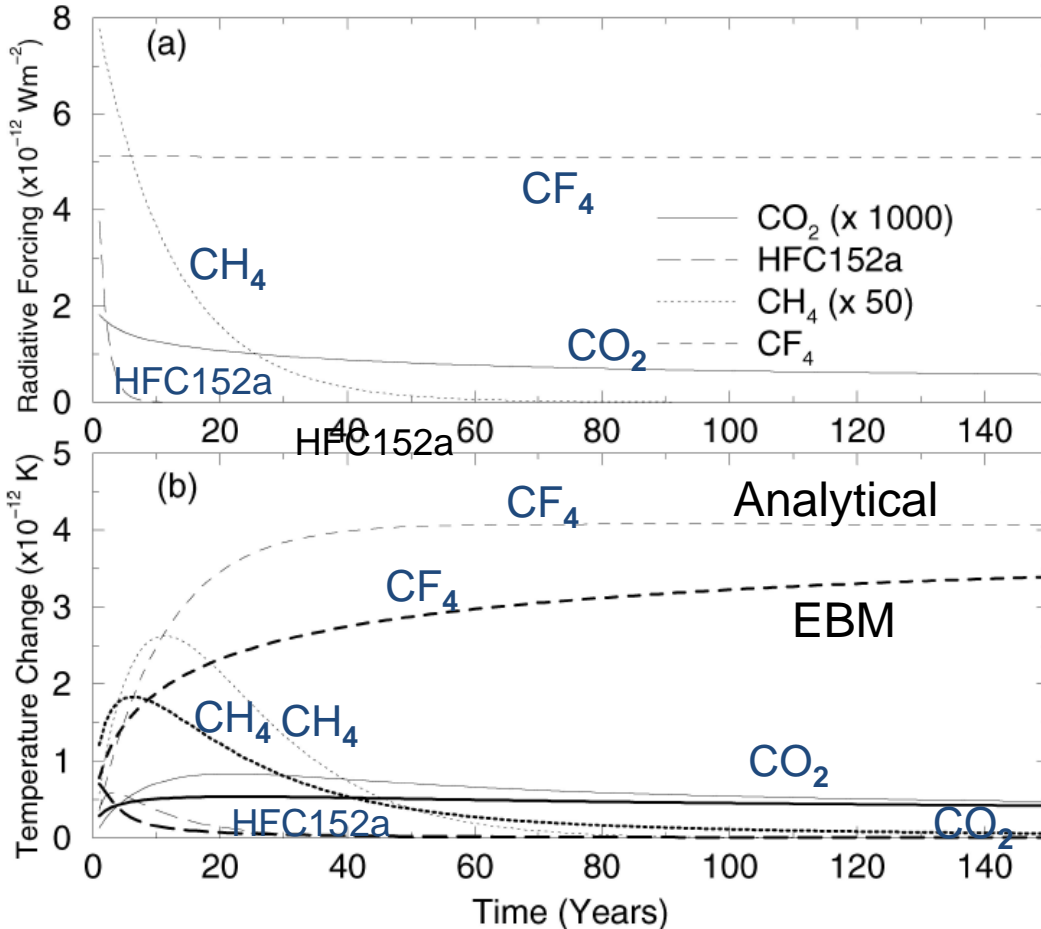 8
6
4
2
0
Radiative Forcing (x10⁻¹² Wm⁻²)
(a)
CF₄
CH₄
CO₂ (x 1000)
HFC152a
CH₄ (x 50)
CF₄
CO₂
HFC152a
0 20 40 60 80 100 120 140
HFC152a
5
4
3
2
1
0
Temperature Change (x10⁻¹² K)
(b)
CF₄
Analytical
CF₄
EBM
CH₄ CH₄
CO₂
HFC152a
CO₂
0 20 40 60 80 100 120 140
Time (Years)